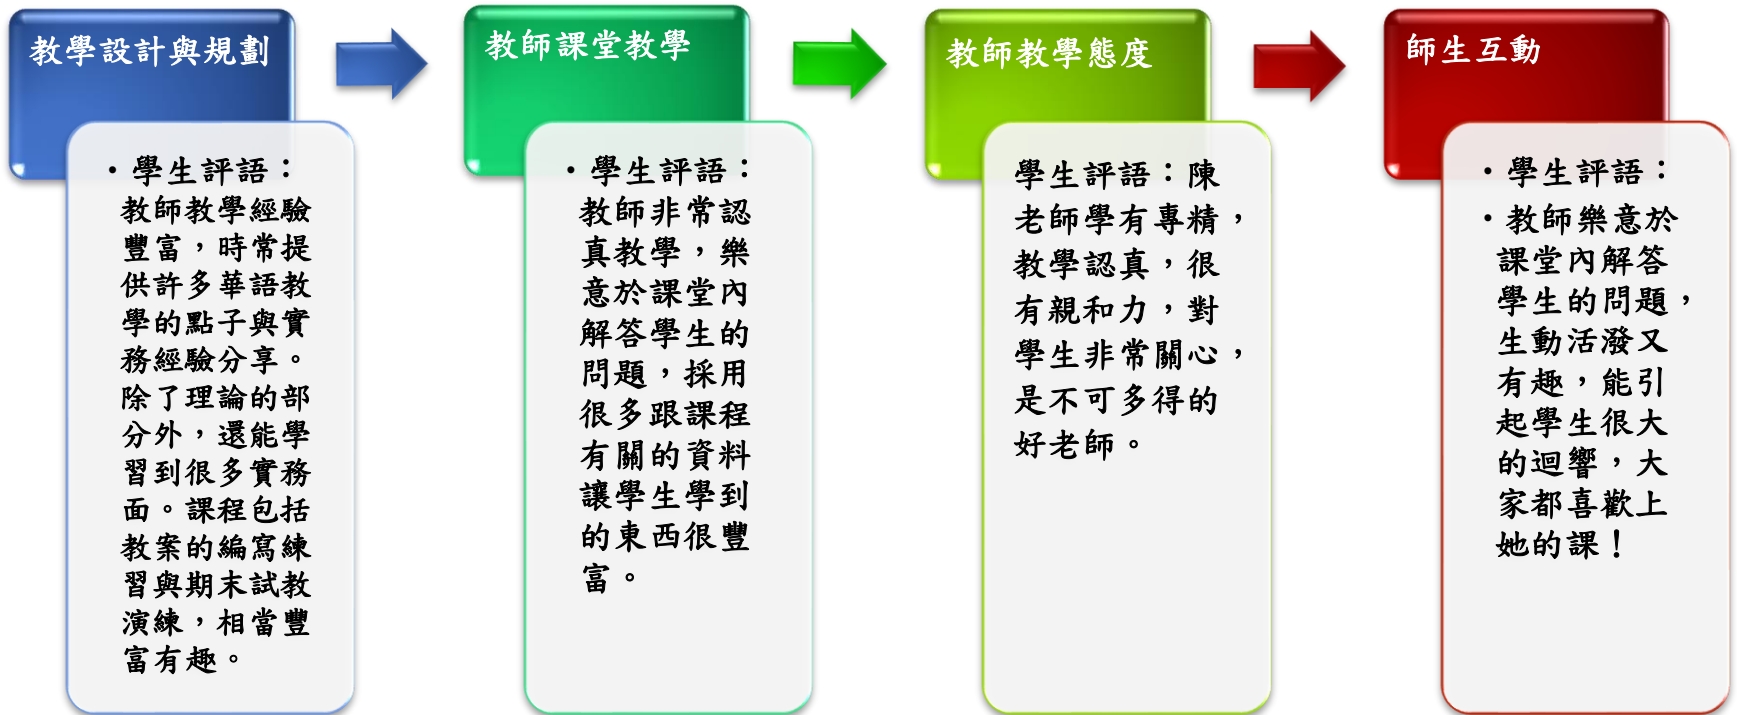 教學設計與規劃
・學生評語：
教師教學經驗
豐富，時常提
供許多華語教
學的點子與實
務經驗分享。
除了理論的部
分外，還能學
習到很多實務
面。課程包括
教案的編寫練
習與期末試教
演練，相當豐
富有趣。
教師課堂教學
・學生評語：
教師非常認
真教學，樂
意於課堂內
解答學生的
問題，採用
很多跟課程
有關的資料
讓學生學到
的東西很豐
富。
教師教學態度
學生評語：陳
老師學有專精，
教學認真，很
有親和力，對
學生非常關心，
是不可多得的
好老師。
師生互動
・學生評語：
・教師樂意於
課堂內解答
學生的問題，
生動活潑又
有趣，能引
起學生很大
的迴響，大
家都喜歡上
她的課！